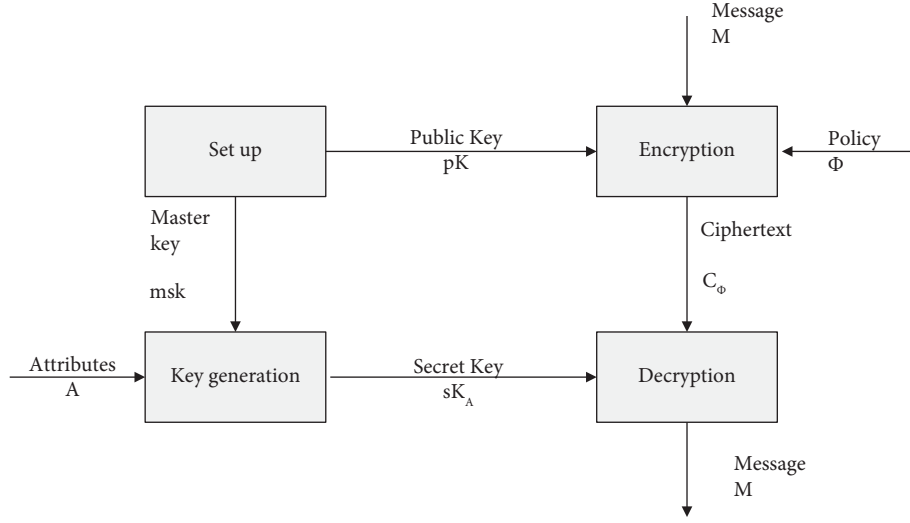 Message
M
Set up
Public Key
pK
Encryption
Policy
Φ
Master
key
msk
Ciphertext
C_Φ
Attributes
A
Key generation
Secret Key
sK_A
Decryption
Message
M